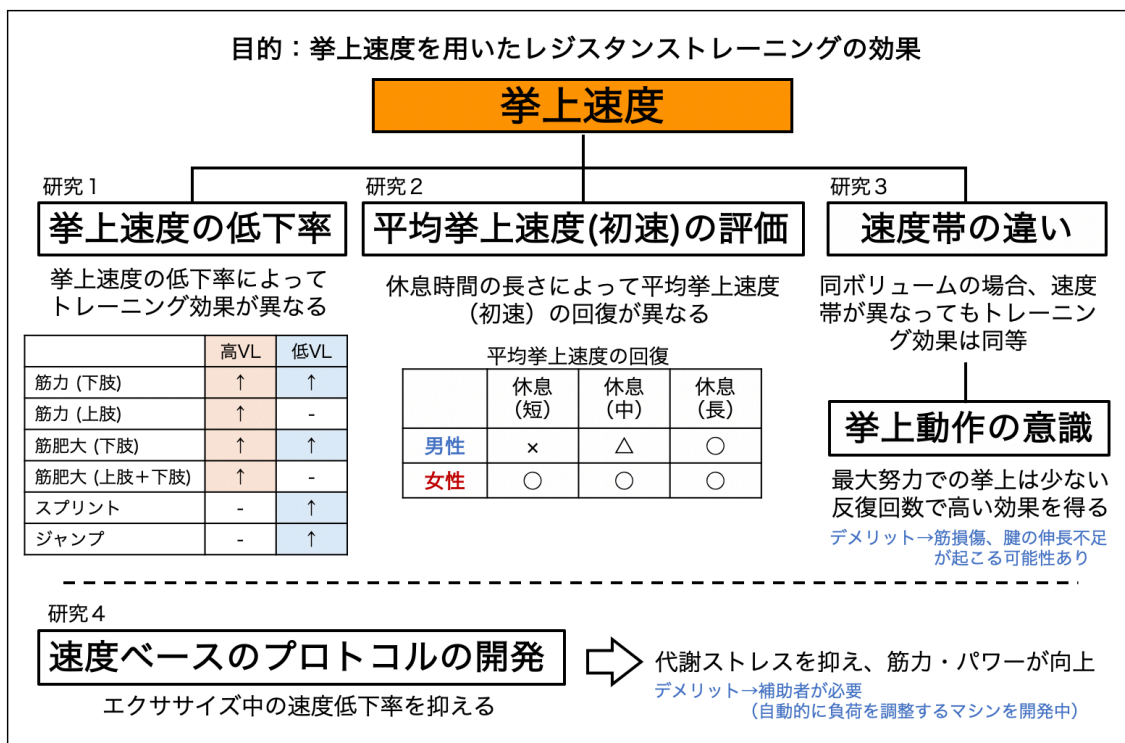 目的：挙上速度を用いたレジスタンストレーニングの効果
挙上速度
研究１
挙上速度の低下率
挙上速度の低下率によって
トレーニング効果が異なる
高VL 低VL
筋力 (下肢) ↑ ↑
筋力 (上肢) ↑ -
筋肥大 (下肢) ↑ ↑
筋肥大 (上肢＋下肢) ↑ -
スプリント - ↑
ジャンプ - ↑
研究２
平均挙上速度(初速)の評価
休息時間の長さによって平均挙上速度
（初速）の回復が異なる
平均挙上速度の回復
休息 休息 休息
（短） （中） （長）
男性 × △ ○
女性 ○ ○ ○
研究３
速度帯の違い
同ボリュームの場合、速度
帯が異なってもトレーニン
グ効果は同等
挙上動作の意識
最大努力での挙上は少ない
反復回数で高い効果を得る
デメリット→筋損傷、腱の伸長不足
が起こる可能性あり
研究４
速度ベースのプロトコルの開発
エクササイズ中の速度低下率を抑える
代謝ストレスを抑え、筋力・パワーが向上
デメリット→補助者が必要
（自動的に負荷を調整するマシンを開発中）